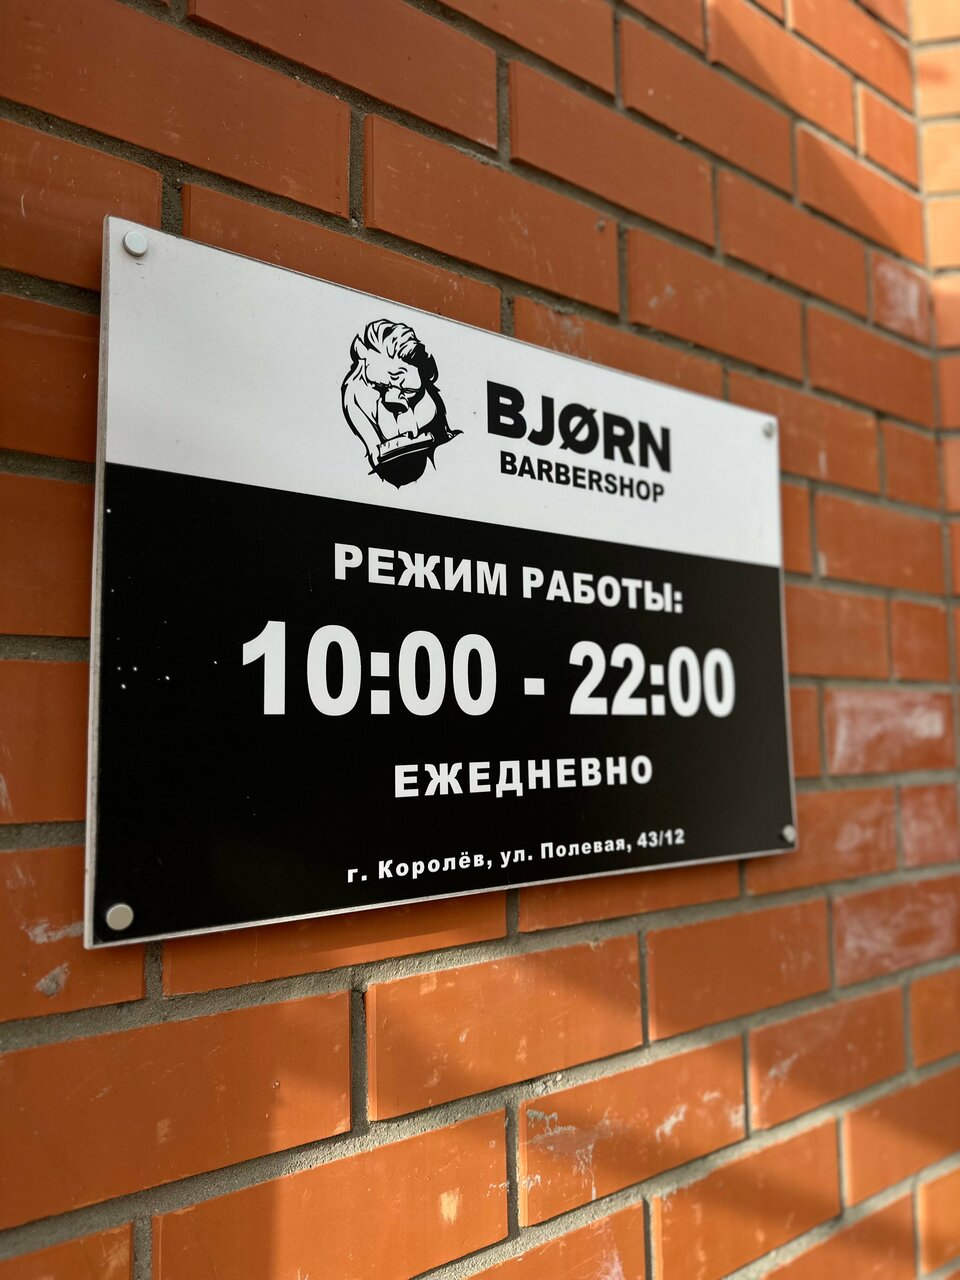 BJØRN
BARBERSHOP
РЕЖИМ РАБОТЫ:
10:00 - 22:00
ЕЖЕДНЕВНО
г. Королёв, ул. Полевая, 43/12